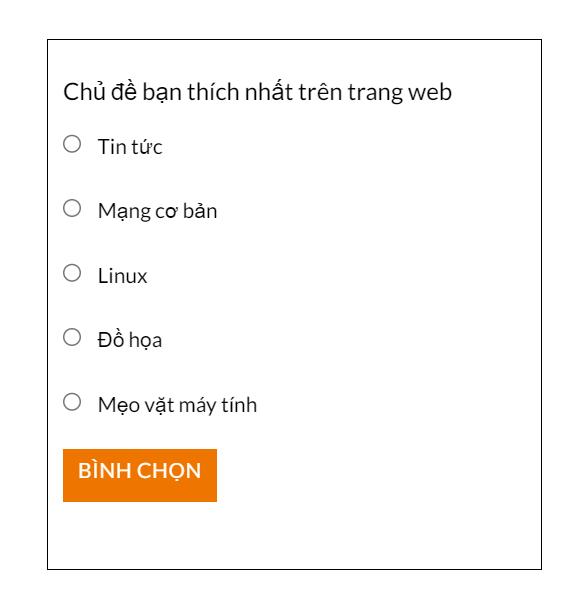 Chủ đề bạn thích nhất trên trang web
Tin tức
Mạng cơ bản
Linux
Đồ họa
Mẹo vặt máy tính
BÌNH CHỌN